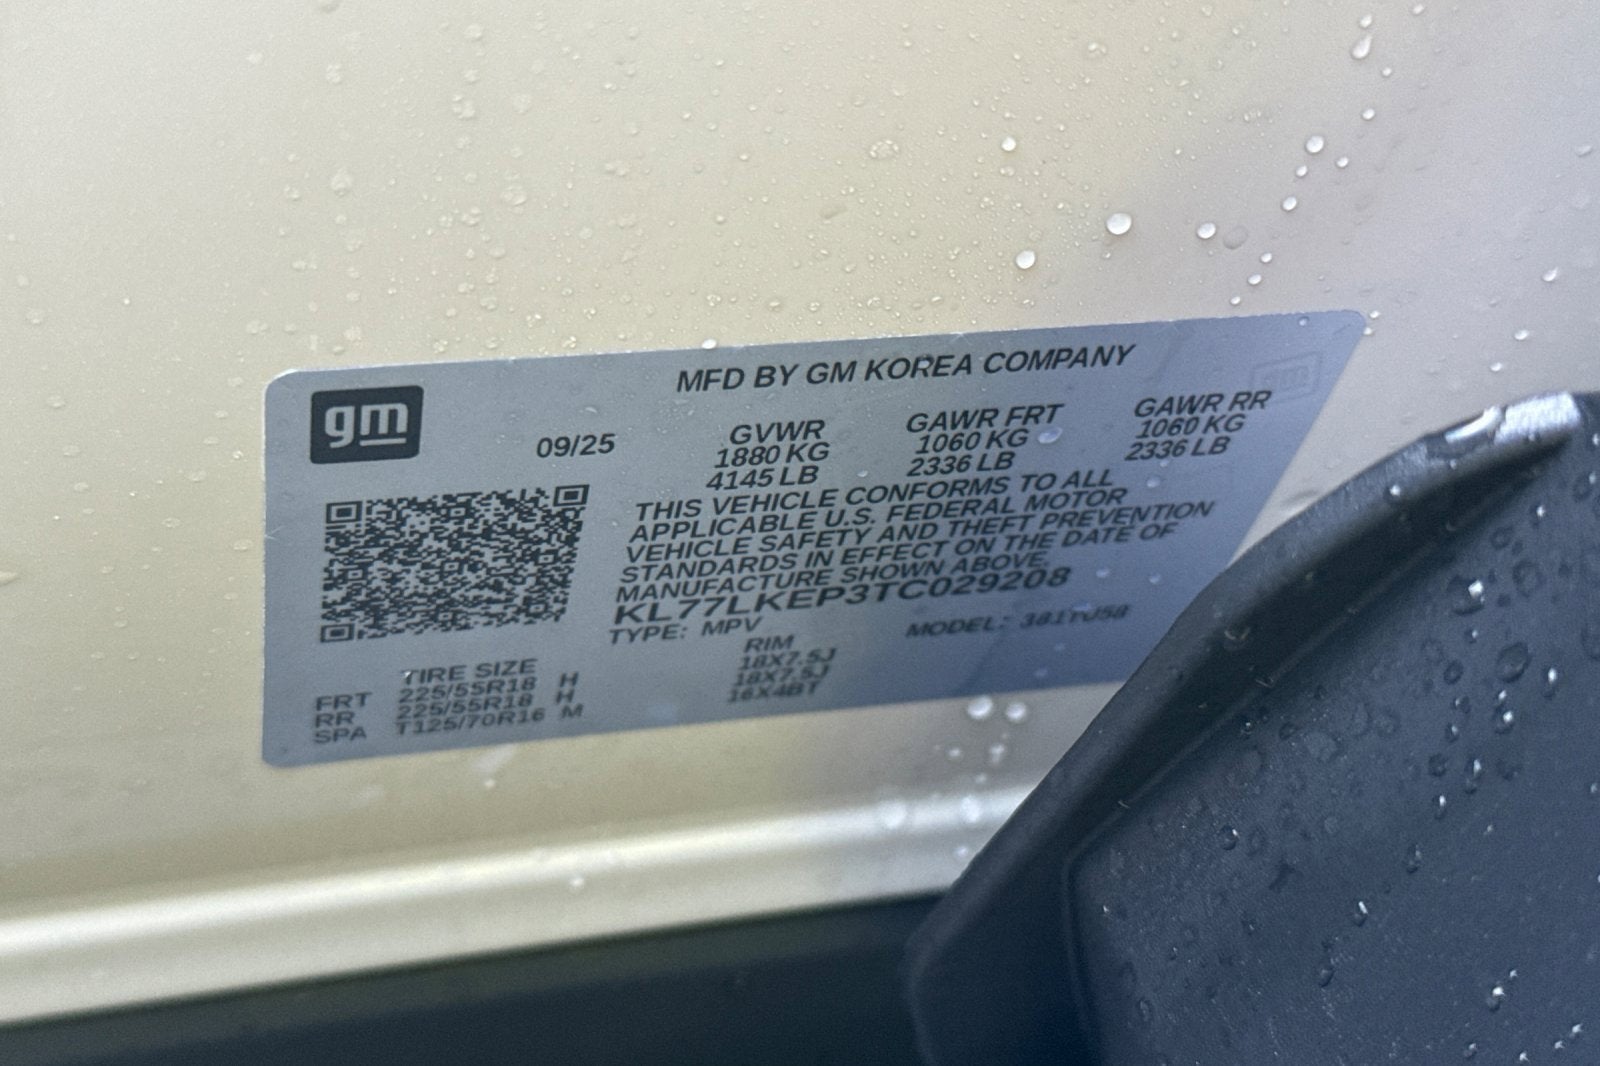 MFD BY GM KOREA COMPANY
gm
09/25
GVWR GAWR FRT GAWR RR
1880 KG 1060 KG 1060 KG
4145 LB 2336 LB 2336 LB
THIS VEHICLE CONFORMS TO ALL
APPLICABLE U.S. FEDERAL MOTOR
VEHICLE SAFETY AND THEFT PREVENTION
STANDARDS IN EFFECT ON THE DATE OF
MANUFACTURE SHOWN ABOVE.
KL77LKEP3TC029208
TYPE: MPV MODEL:
TIRE SIZE RIM
FRT 225/55R18 H 18X7.5J
RR 225/55R18 H 18X7.5J
SPA T125/70R16 M 16X4BT